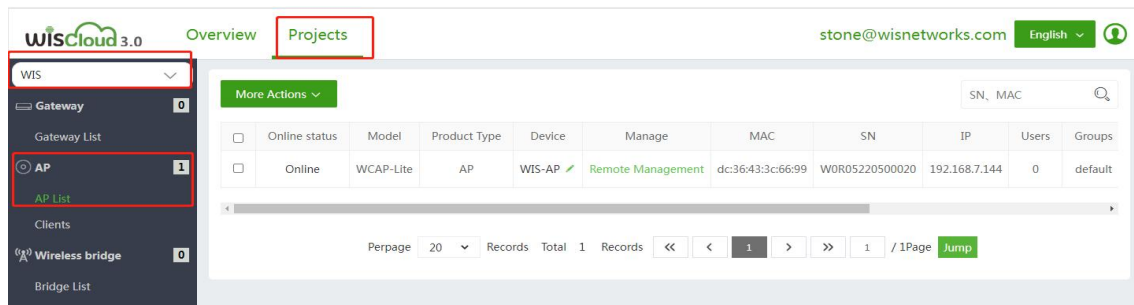 wiscloud 3.0 Overview Projects stone@wisnetworks.com English
WIS
Gateway 0
Gateway List
AP 1
AP List
Clients
Wireless bridge 0
Bridge List
More Actions SN、MAC
Online status Model Product Type Device Manage MAC SN IP Users Groups
Online WCAP-Lite AP WIS-AP Remote Management dc:36:43:3c:66:99 W0R05220500020 192.168.7.144 0 default
Perpage 20 Records Total 1 Records « < 1 > » 1 / 1Page Jump